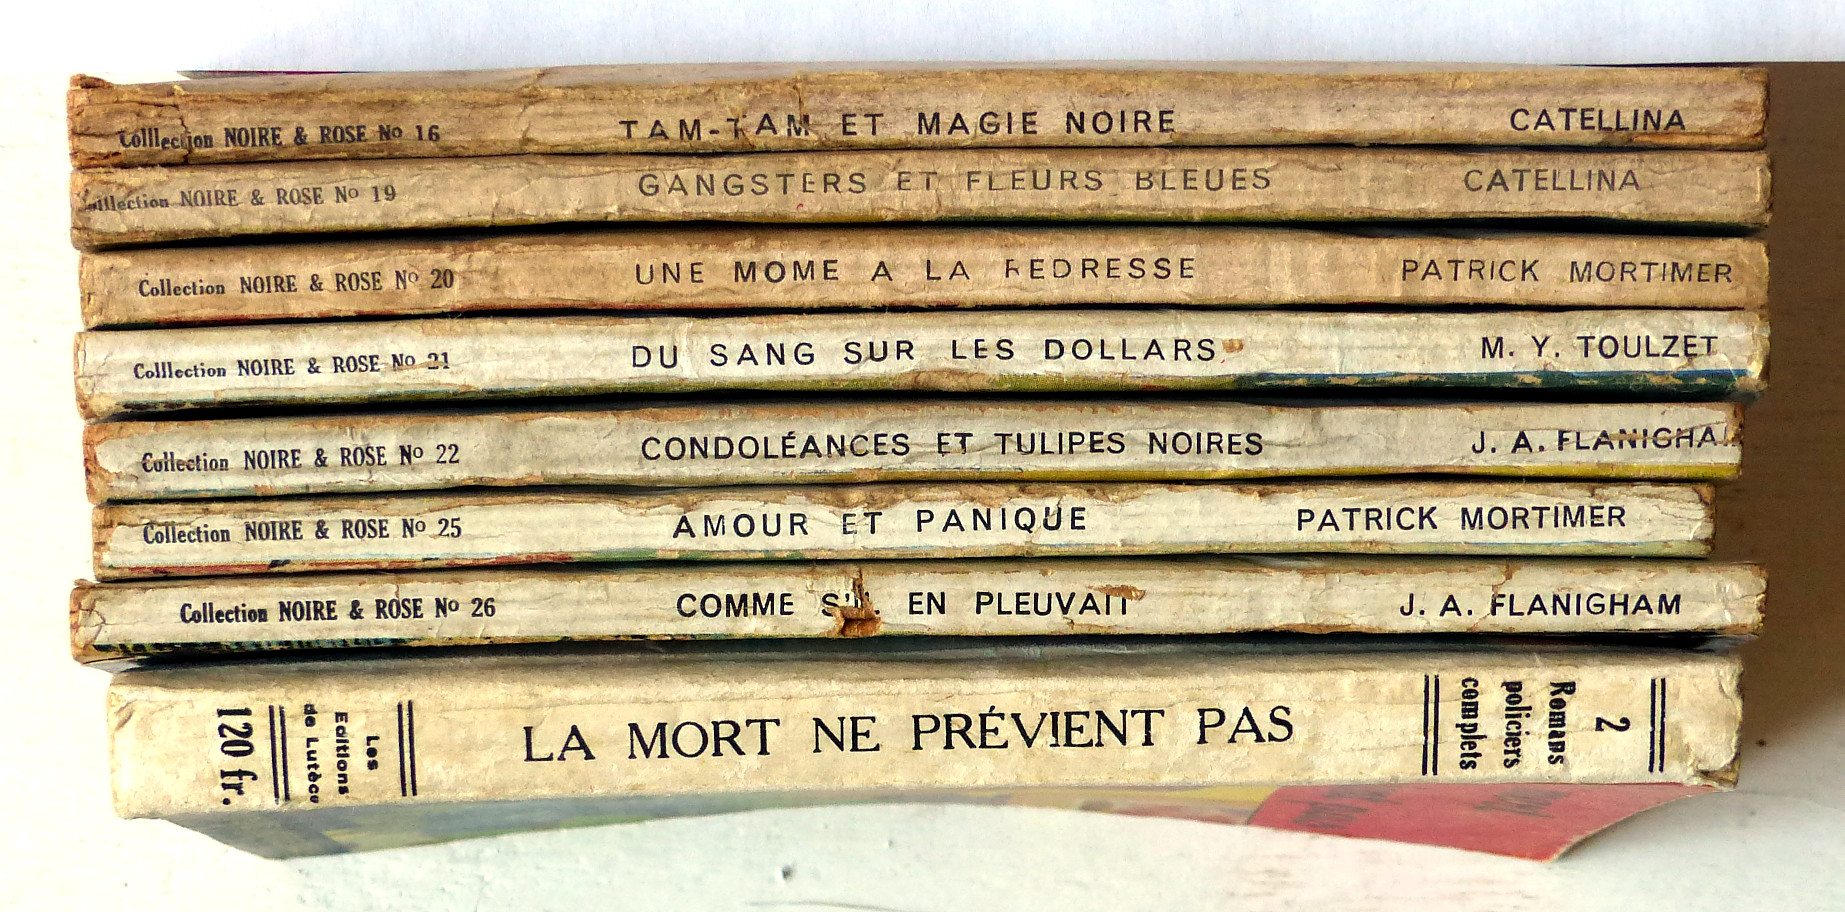 Colllection NOIRE & ROSE No 16 TAM-TAM ET MAGIE NOIRE CATELLINA
NOIRE & ROSE No 19 GANGSTERS ET FLEURS BLEUES CATELLINA
Collection NOIRE & ROSE No 20 UNE MOME A LA REDRESSE PATRICK MORTIMER
Colllection NOIRE & ROSE No 21 DU SANG SUR LES DOLLARS M. Y. TOULZET
Collection NOIRE & ROSE No 22 CONDOLÉANCES ET TULIPES NOIRES J. A. FLANIGHA
Collection NOIRE & ROSE No 25 AMOUR ET PANIQUE PATRICK MORTIMER
Collection NOIRE & ROSE No 26 COMME S'IL EN PLEUVAIT J. A. FLANIGHAM
120 fr.
Les
Editions
de Lutèce
LA MORT NE PRÉVIENT PAS
2
Romans
policiers
complets